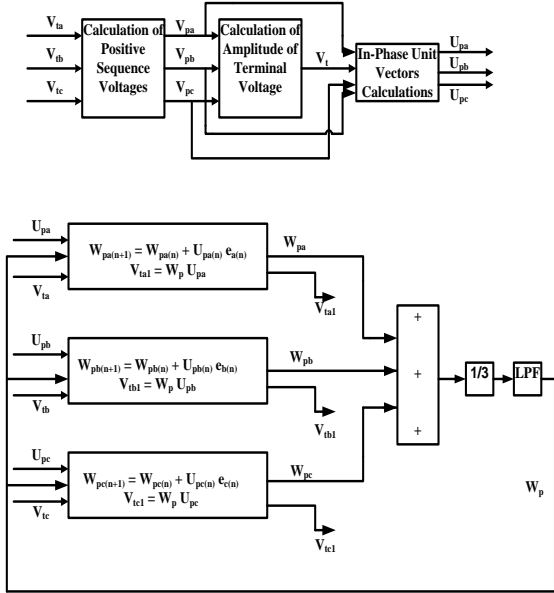 V_ta
V_tb
V_tc
Calculation of
Positive
Sequence
Voltages
V_pa
V_pb
V_pc
Calculation of
Amplitude of
Terminal
Voltage
V_t
In-Phase Unit
Vectors
Calculations
U_pa
U_pb
U_pc
U_pa
V_ta
W_pa(n+1) = W_pa(n) + U_pa(n) e_a(n)
V_ta1 = W_p U_pa
W_pa
V_ta1
U_pb
V_tb
W_pb(n+1) = W_pb(n) + U_pb(n) e_b(n)
V_tb1 = W_p U_pb
W_pb
V_tb1
U_pc
V_tc
W_pc(n+1) = W_pc(n) + U_pc(n) e_c(n)
V_tc1 = W_p U_pc
W_pc
V_tc1
+
+
+
1/3
LPF
W_p